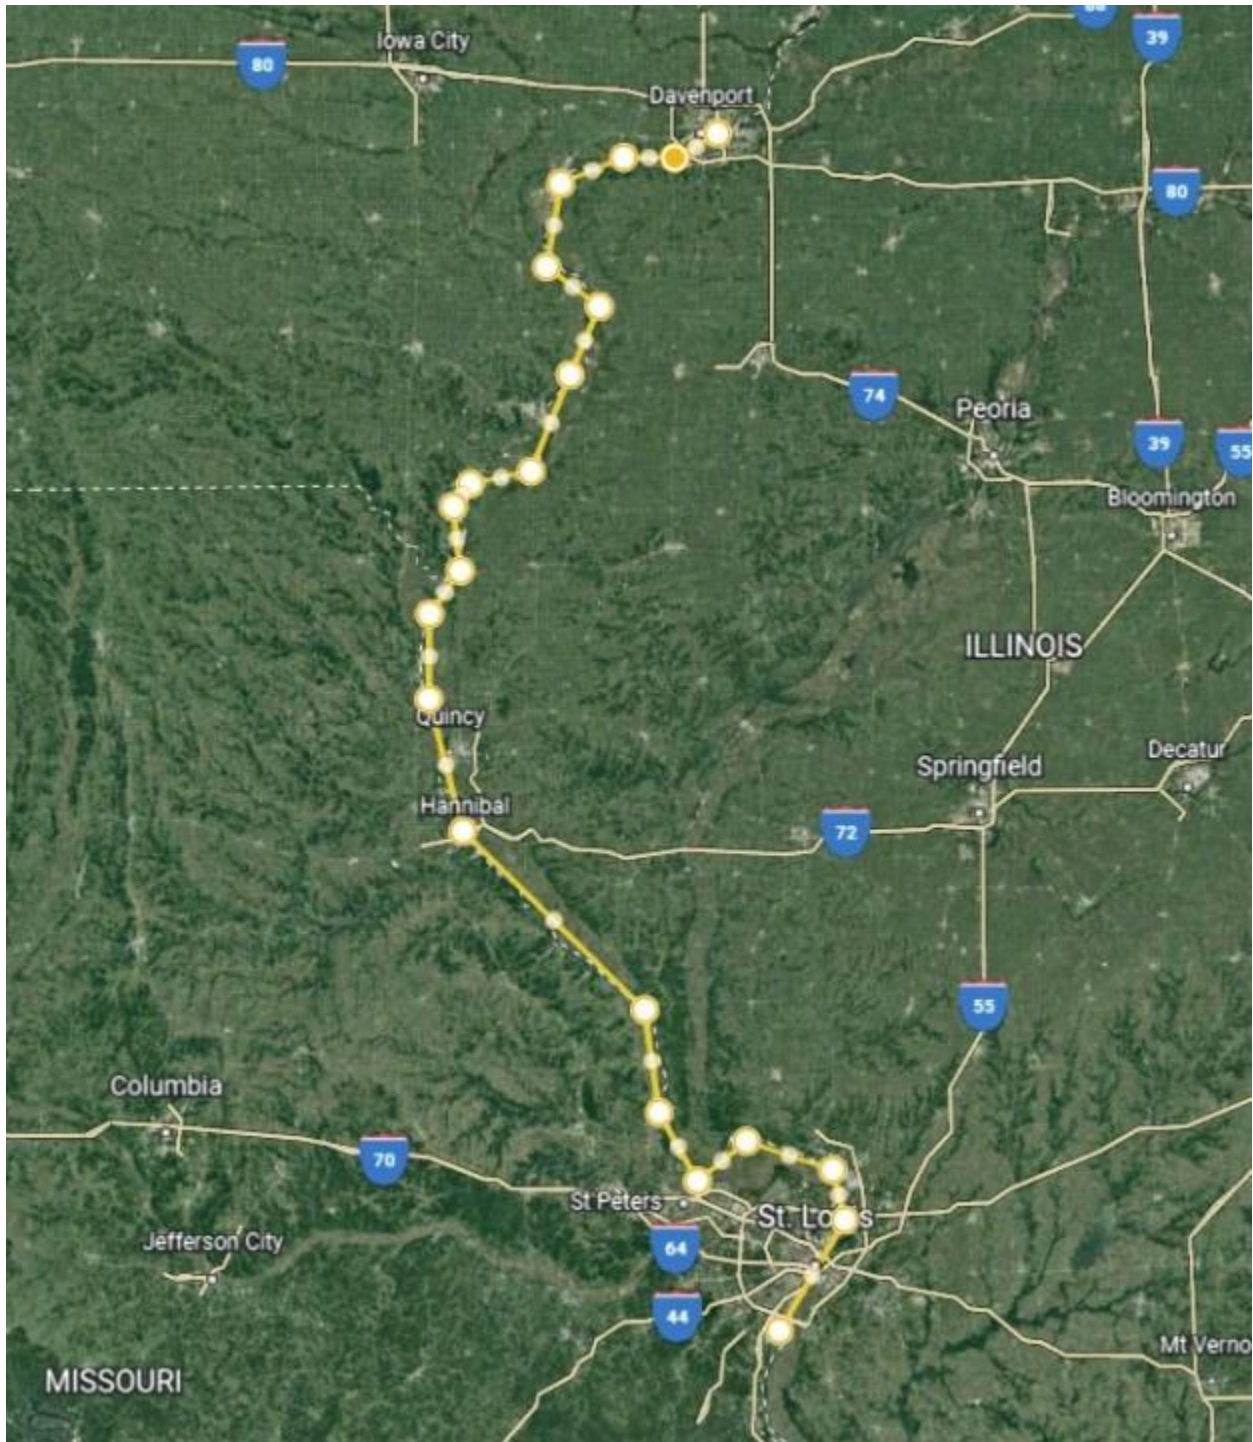 88
39
Iowa City
80
Davenport
80
74
Peoria
39
55
Bloomington
ILLINOIS
Quincy
Decatur
Springfield
Hannibal
72
55
Columbia
70
St Peters
St. Louis
Jefferson City
64
44
Mt Verno
MISSOURI